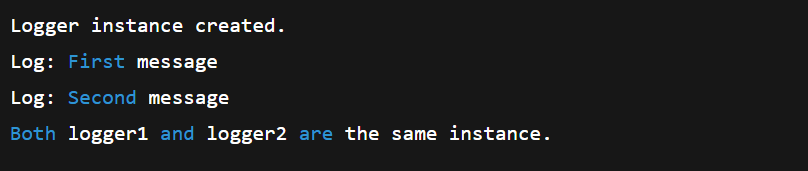 Logger instance created.
Log: First message
Log: Second message
Both logger1 and logger2 are the same instance.